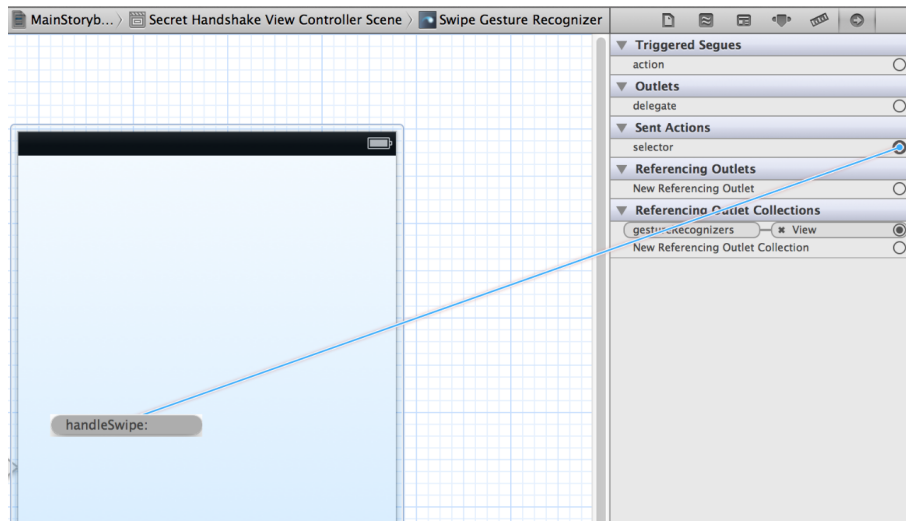 MainStoryb... Secret Handshake View Controller Scene Swipe Gesture Recognizer
Triggered Segues
action
Outlets
delegate
Sent Actions
selector
Referencing Outlets
New Referencing Outlet
Referencing Outlet Collections
gestureRecognizers View
New Referencing Outlet Collection
handleSwipe: